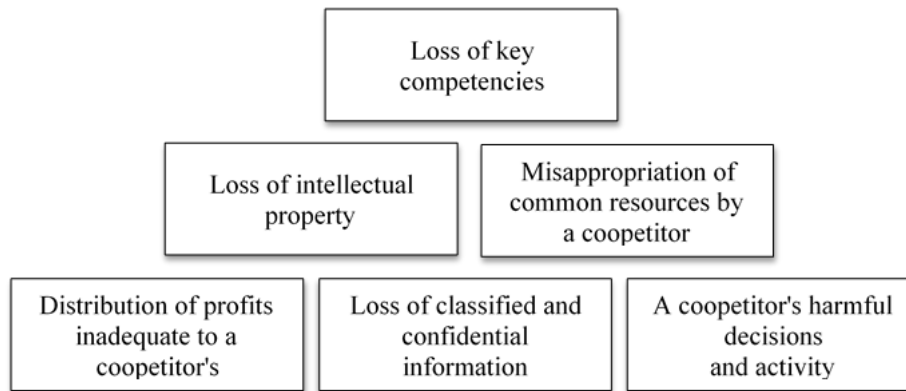 Loss of key
competencies
Loss of intellectual
property
Misappropriation of
common resources by
a coopetitor
Distribution of profits
inadequate to a
coopetitor's
Loss of classified and
confidential
information
A coopetitor's harmful
decisions
and activity